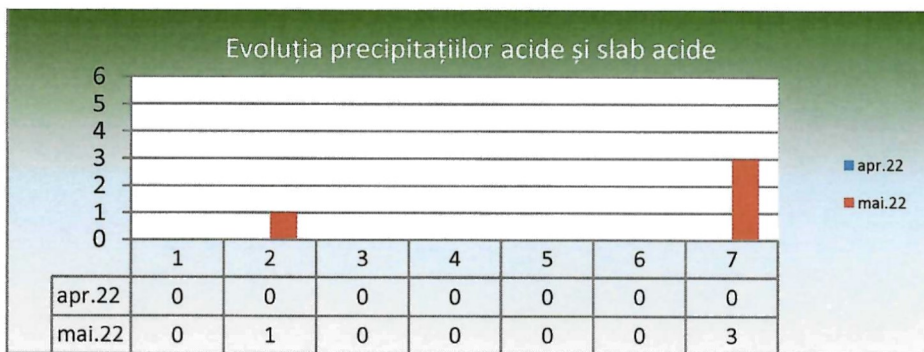 Evoluția precipitațiilor acide și slab acide
6
5
4
3
2
1
0
apr.22
mai.22
1 2 3 4 5 6 7
apr.22 0 0 0 0 0 0 0
mai.22 0 1 0 0 0 0 3